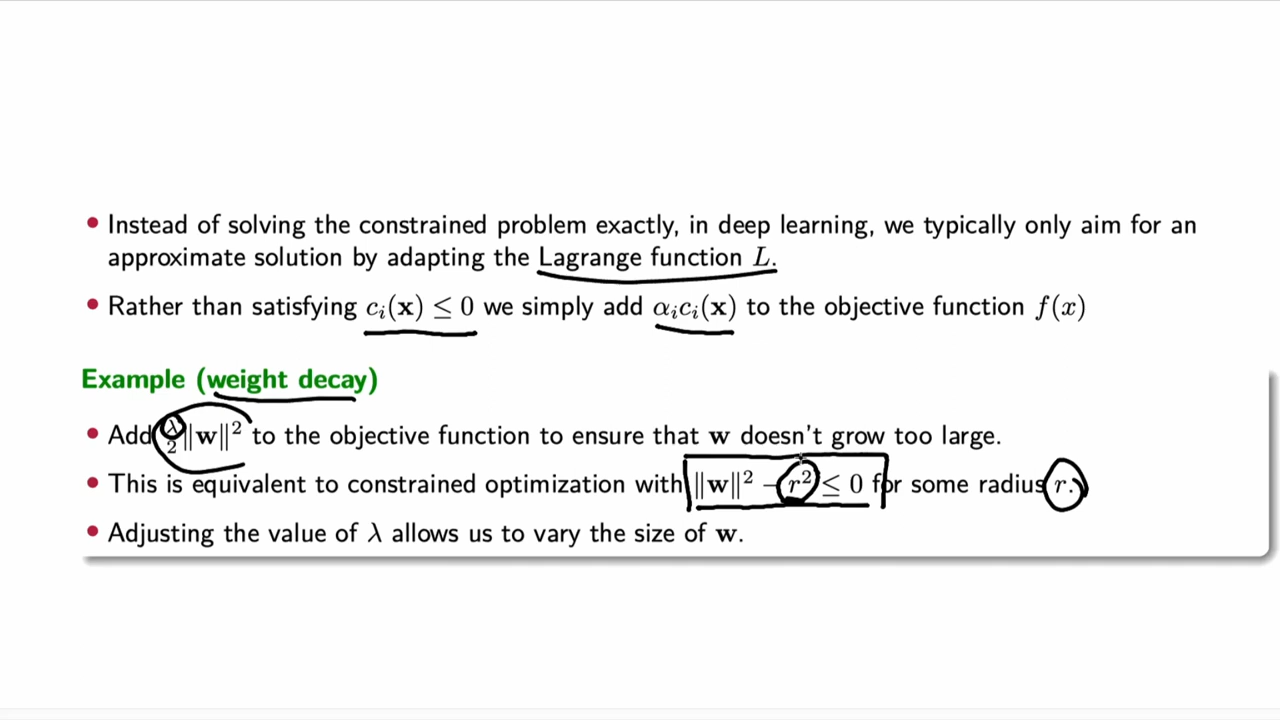 • Instead of solving the constrained problem exactly, in deep learning, we typically only aim for an
approximate solution by adapting the Lagrange function L.
• Rather than satisfying cᵢ(x) ≤ 0 we simply add αᵢcᵢ(x) to the objective function f(x)
Example (weight decay)
• Add λ/2 ‖w‖² to the objective function to ensure that w doesn't grow too large.
• This is equivalent to constrained optimization with ‖w‖² − r² ≤ 0 for some radius r.
• Adjusting the value of λ allows us to vary the size of w.